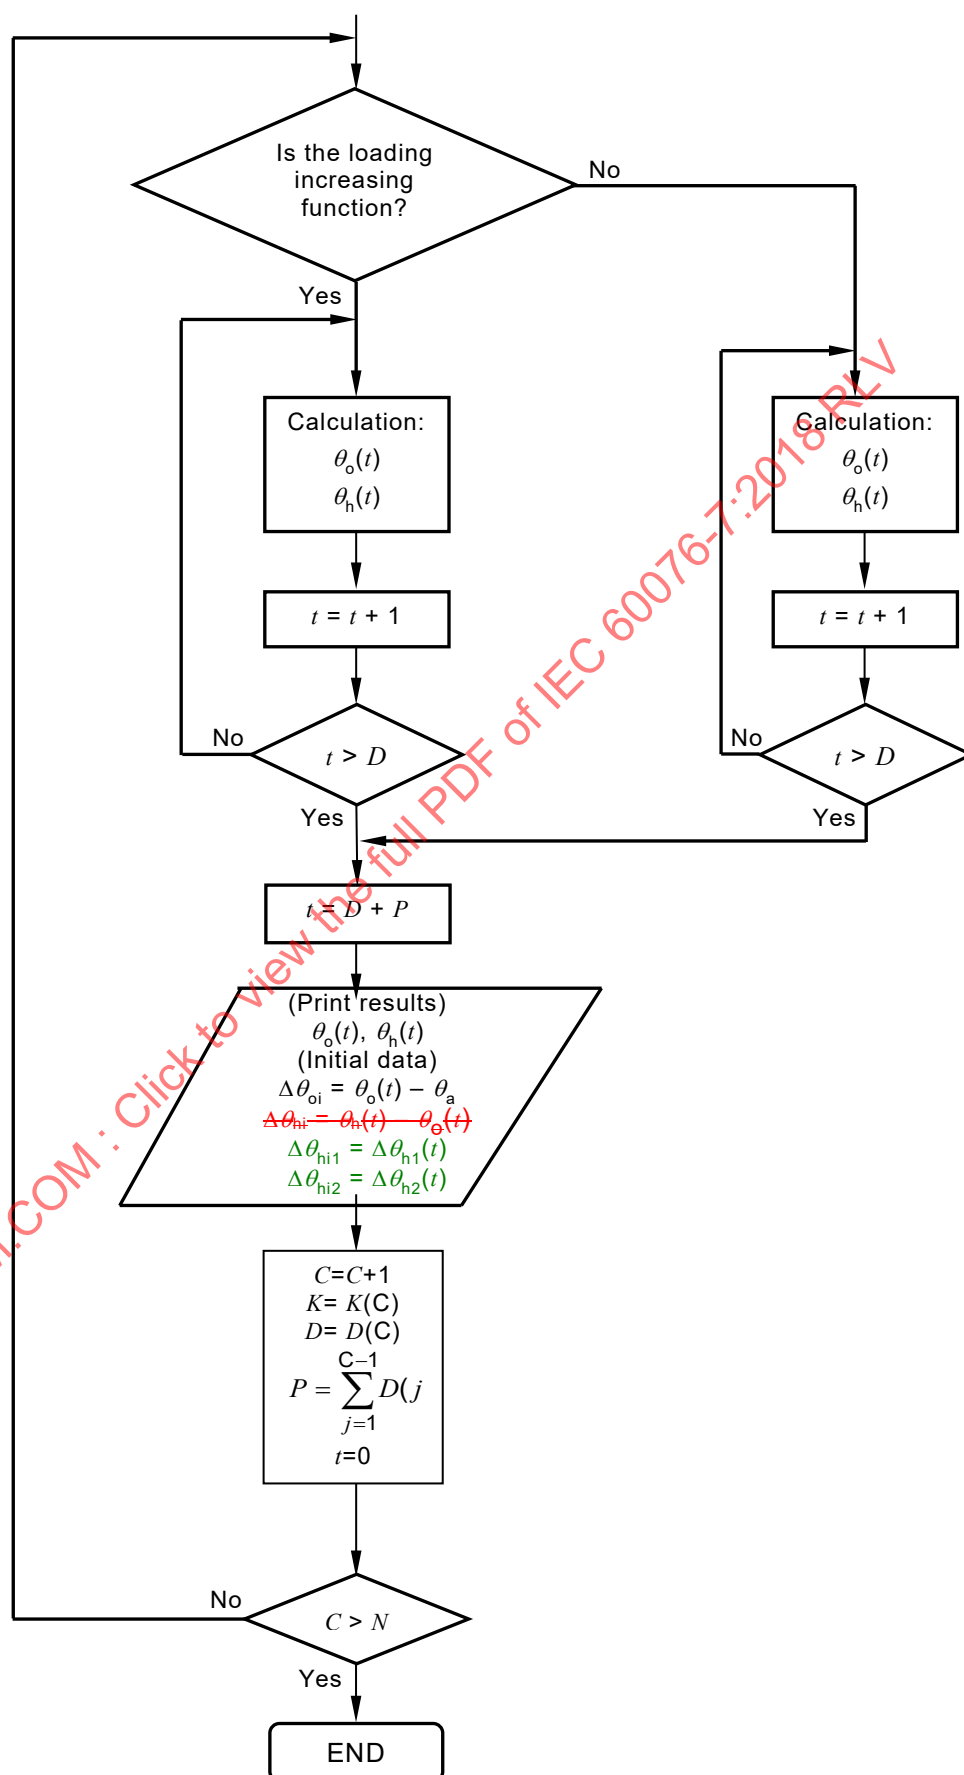 Is the loading
increasing
function?
No
Yes
Calculation:
θo(t)
θh(t)
Calculation:
θo(t)
θh(t)
t = t + 1
t = t + 1
No
t > D
No
t > D
Yes
Yes
t = D + P
(Print results)
θo(t), θh(t)
(Initial data)
Δθoi = θo(t) − θa
Δθhi = θh(t) − θo(t)
Δθhi1 = Δθh1(t)
Δθhi2 = Δθh2(t)
C=C+1
K= K(C)
D= D(C)
C−1
P = ∑ D(j
j=1
t=0
No
C > N
Yes
END
.COM : Click to view the full PDF of IEC 60076-7:2018 RLV